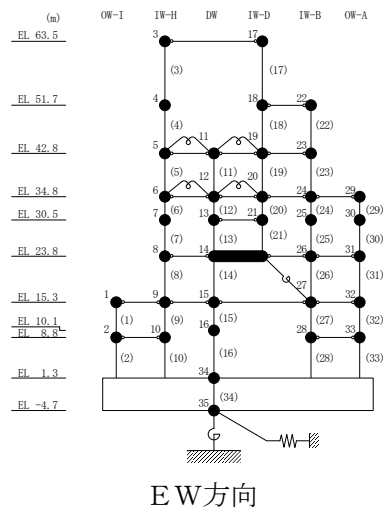 (m) OW-I IW-H DW IW-D IW-B OW-A
EL 63.5 3 17
(3) (17)
EL 51.7 4 18 22
(4) 11 19 (18) (22)
EL 42.8 5 23
(5) 12 (11) 20 (19) (23)
EL 34.8 6 24 29
(6) (12) (20) (24) (29)
EL 30.5 7 13 21 25 30
(7) (13) (21) (25) (30)
EL 23.8 8 14 26 31
(8) (14) 27 (26) (31)
EL 15.3 1 9 15 32
(1) (9) 16 (15) (27) (32)
EL 10.1
EL 8.8 2 10 28 33
(2) (10) (16) (28) (33)
EL 1.3 34
(34)
EL -4.7 35
EW方向